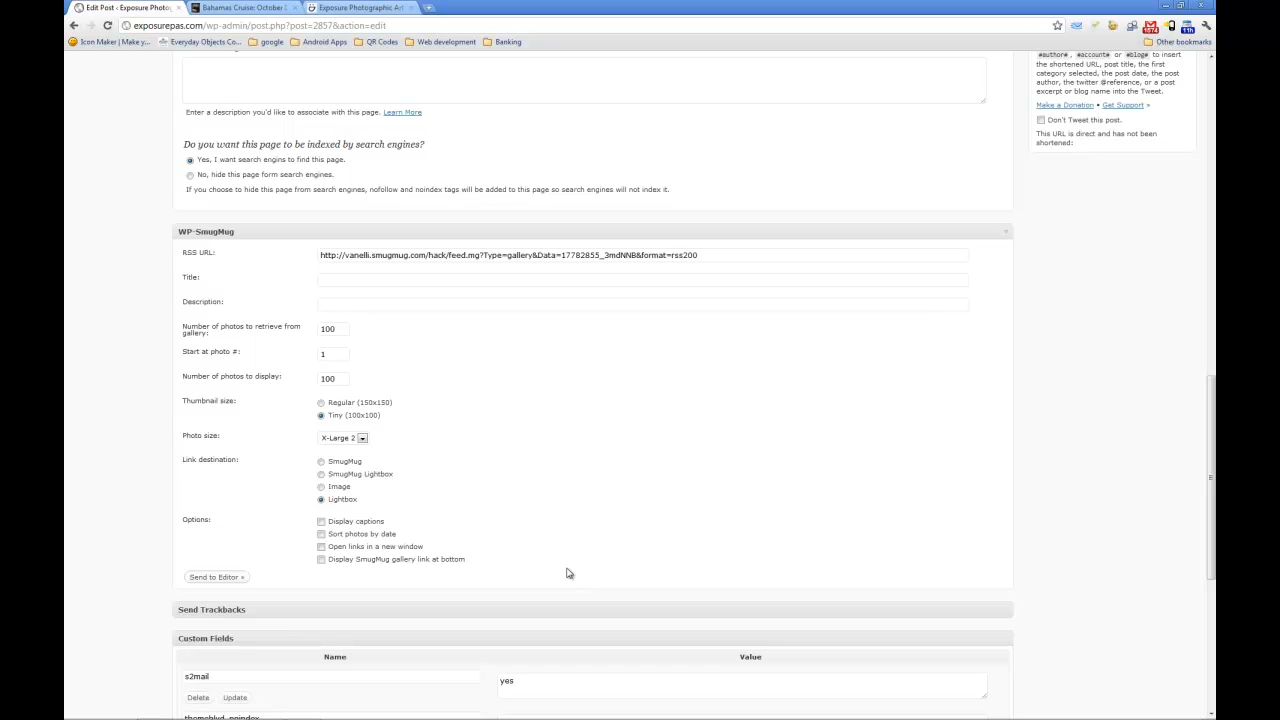 Edit Post ‹ Exposure Photog
Bahamas Cruise: October 1
Exposure Photographic Art
exposurepas.com/wp-admin/post.php?post=2857&action=edit
1574
11h
Icon Maker | Make y...
Everyday Objects Co...
google
Android Apps
QR Codes
Web development
Banking
Other bookmarks
#author#, #account# or #blog# to insert
the shortened URL, post title, the first
category selected, the post date, the post
author, the twitter @reference, or a post
excerpt or blog name into the Tweet.
Make a Donation • Get Support »
Don't Tweet this post.
This URL is direct and has not been
shortened:
Enter a description you'd like to associate with this page. Learn More
Do you want this page to be indexed by search engines?
Yes, I want search engins to find this page.
No, hide this page form search engines.
If you choose to hide this page from search engines, nofollow and noindex tags will be added to this page so search engines will not index it.
WP-SmugMug
RSS URL:
http://vanelli.smugmug.com/hack/feed.mg?Type=gallery&Data=17782855_3mdNNB&format=rss200
Title:
Description:
Number of photos to retrieve from
gallery:
100
Start at photo #:
1
Number of photos to display:
100
Thumbnail size:
Regular (150x150)
Tiny (100x100)
Photo size:
X-Large 2
Link destination:
SmugMug
SmugMug Lightbox
Image
Lightbox
Options:
Display captions
Sort photos by date
Open links in a new window
Display SmugMug gallery link at bottom
Send to Editor »
Send Trackbacks
Custom Fields
Name
Value
s2mail
yes
Delete
Update
themeblvd_noindex